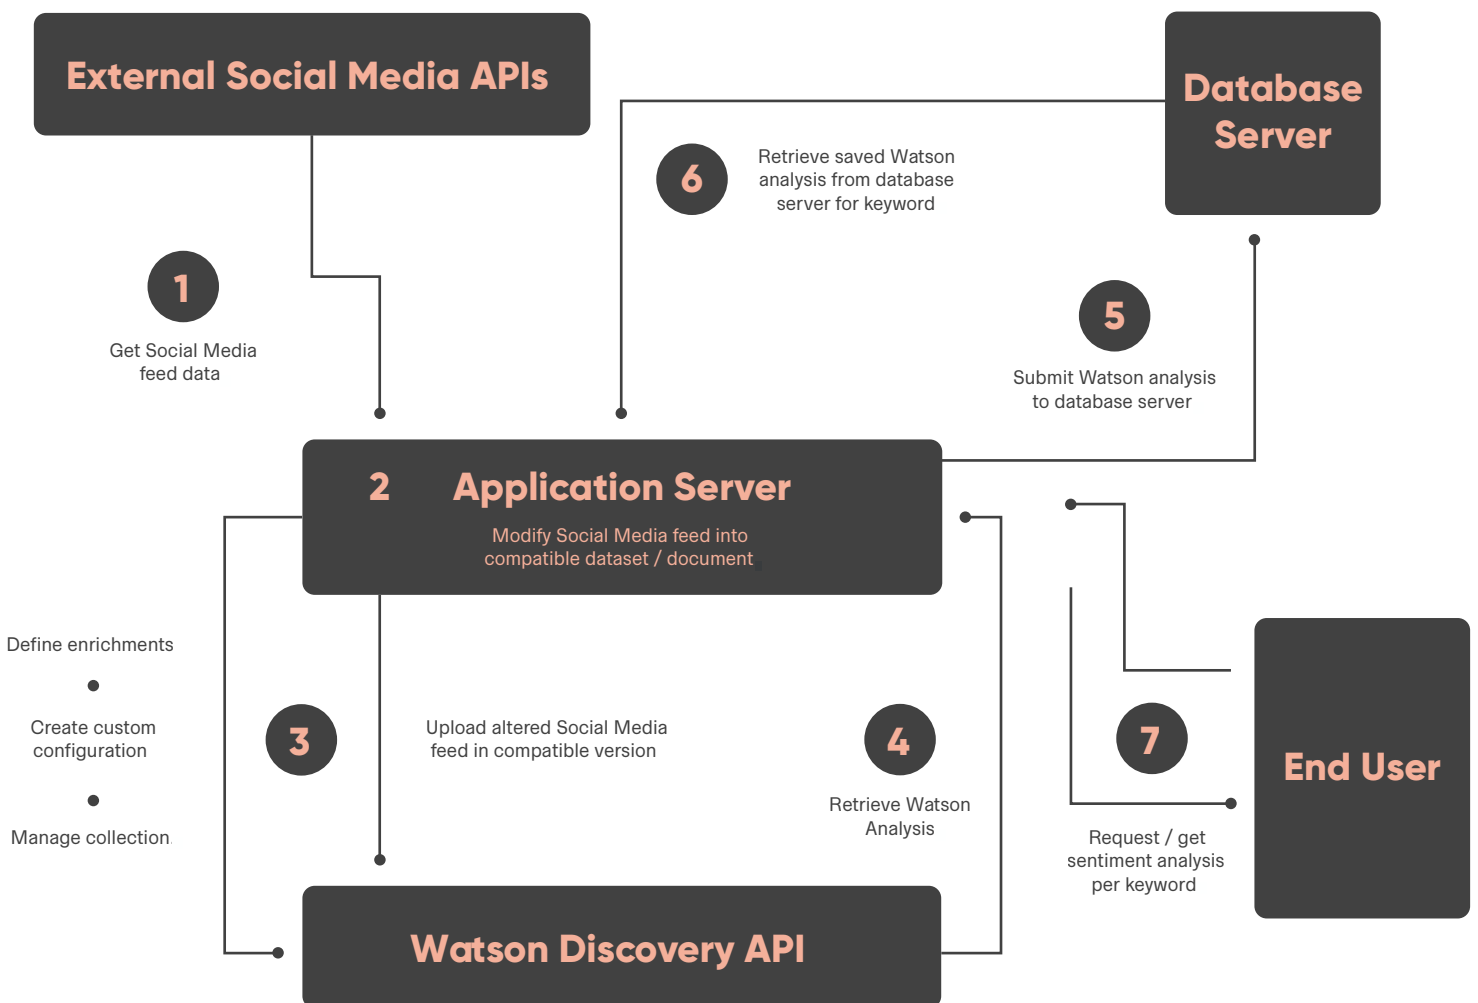 External Social Media APIs
Database
Server
6
Retrieve saved Watson
analysis from database
server for keyword
1
Get Social Media
feed data
5
Submit Watson analysis
to database server
2
Application Server
Modify Social Media feed into
compatible dataset / document
Define enrichments
Create custom
configuration
Manage collection
3
Upload altered Social Media
feed in compatible version
4
Retrieve Watson
Analysis
7
Request / get
sentiment analysis
per keyword
End User
Watson Discovery API